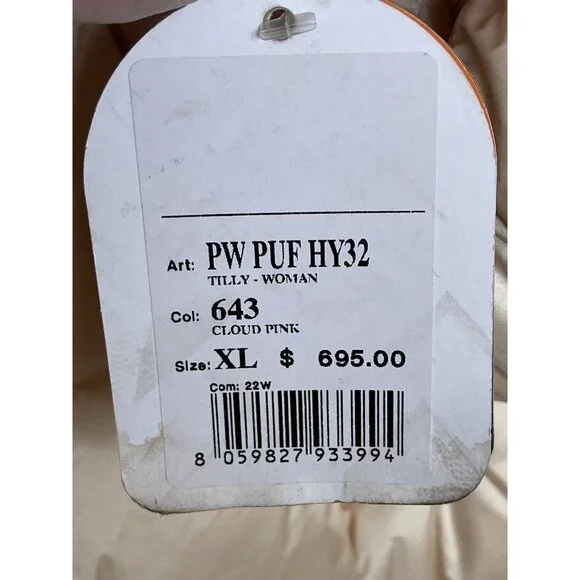 Art: PW PUF HY32
TILLY - WOMAN
Col: 643
CLOUD PINK
Size: XL $ 695.00
Com: 22W
8 059827 933994